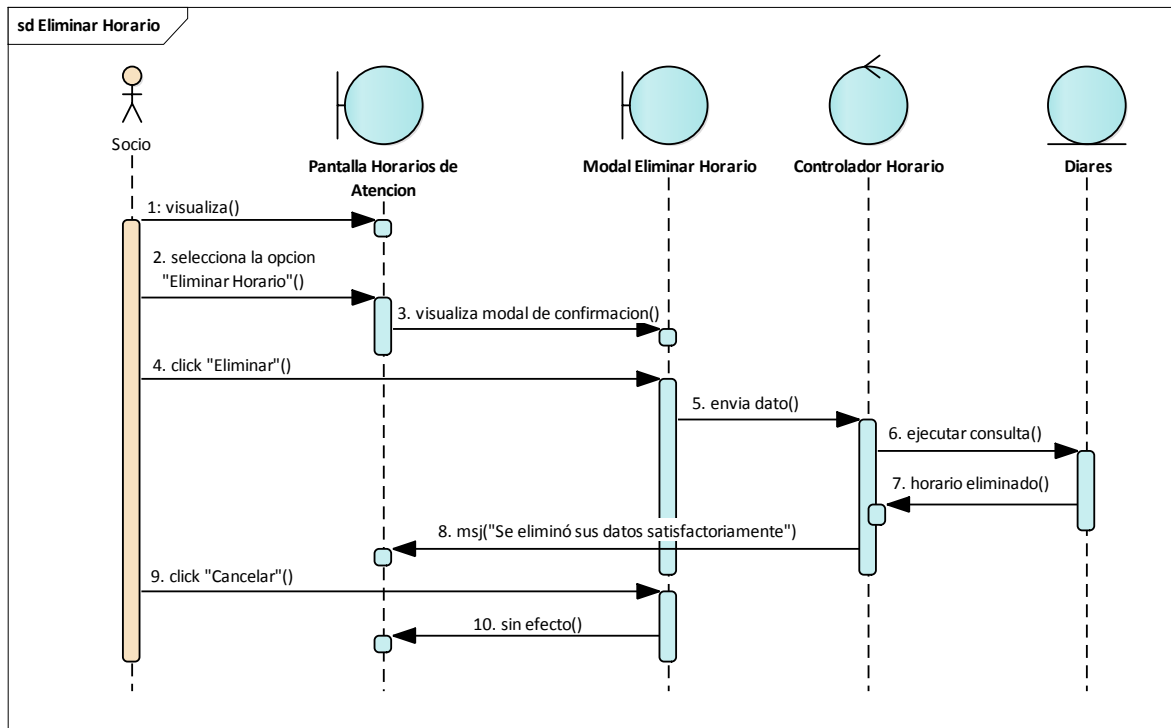 sd Eliminar Horario
Socio
Pantalla Horarios de
Atencion
Modal Eliminar Horario
Controlador Horario
Diares
1: visualiza()
2. selecciona la opcion
"Eliminar Horario"()
3. visualiza modal de confirmacion()
4. click "Eliminar"()
5. envia dato()
6. ejecutar consulta()
7. horario eliminado()
8. msj("Se eliminó sus datos satisfactoriamente")
9. click "Cancelar"()
10. sin efecto()